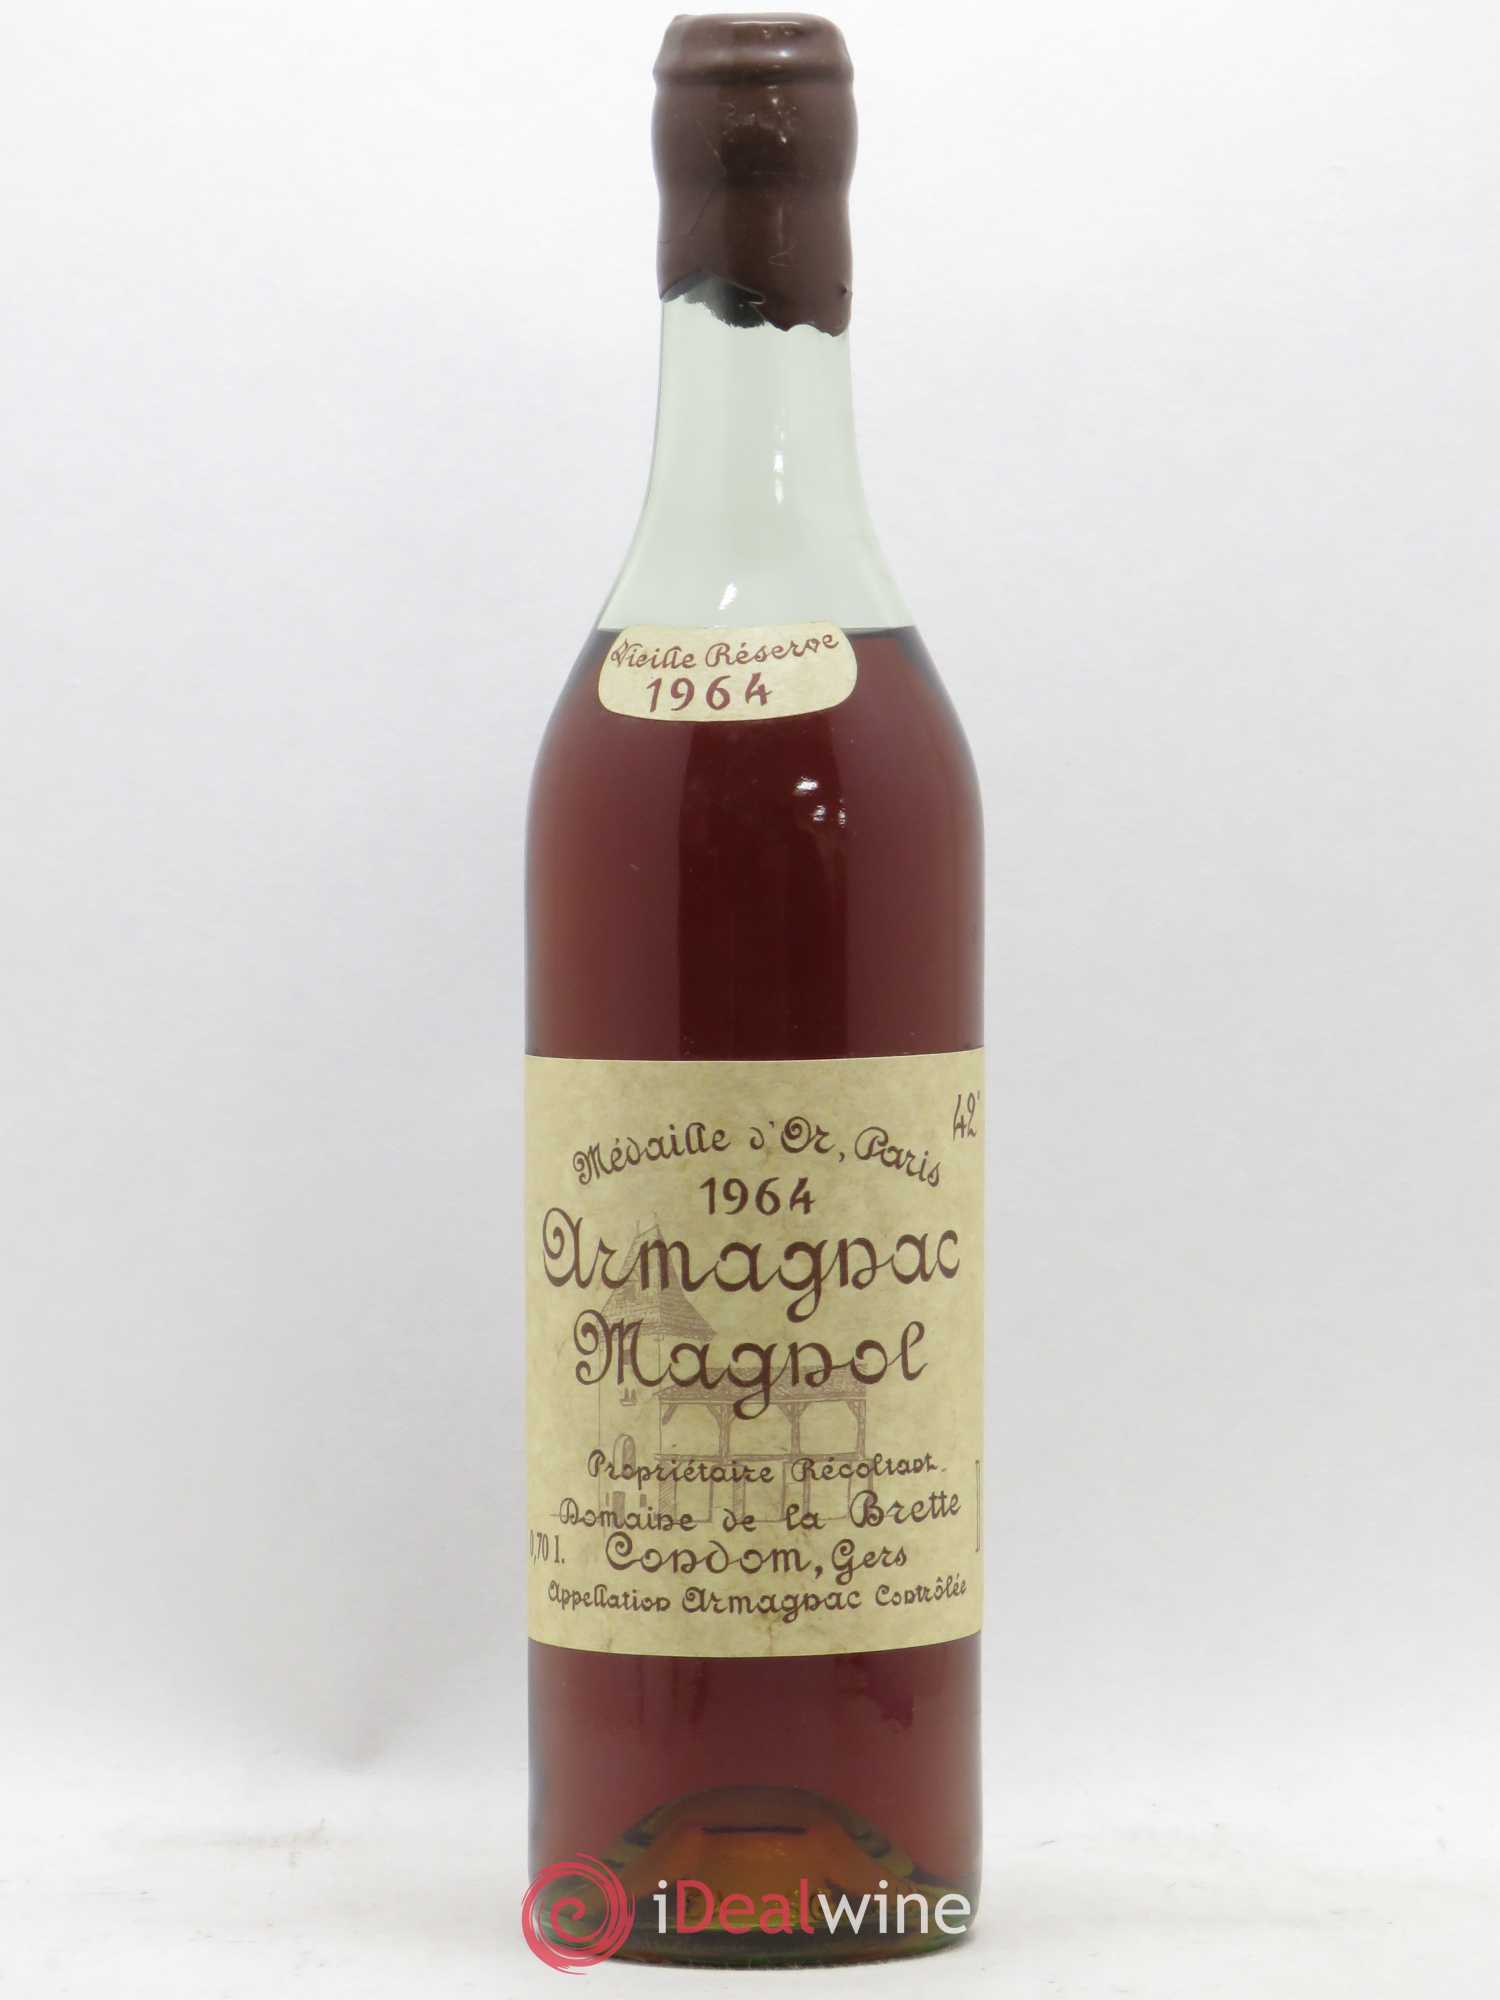 Vieille Réserve
1964
42°
Médaille d'Or, Paris
1964
Armagnac
Magnol
Propriétaire Récoltant
Domaine de la Brette
0,70 l.
Condom, Gers
Appellation Armagnac Contrôlée
iDealwine